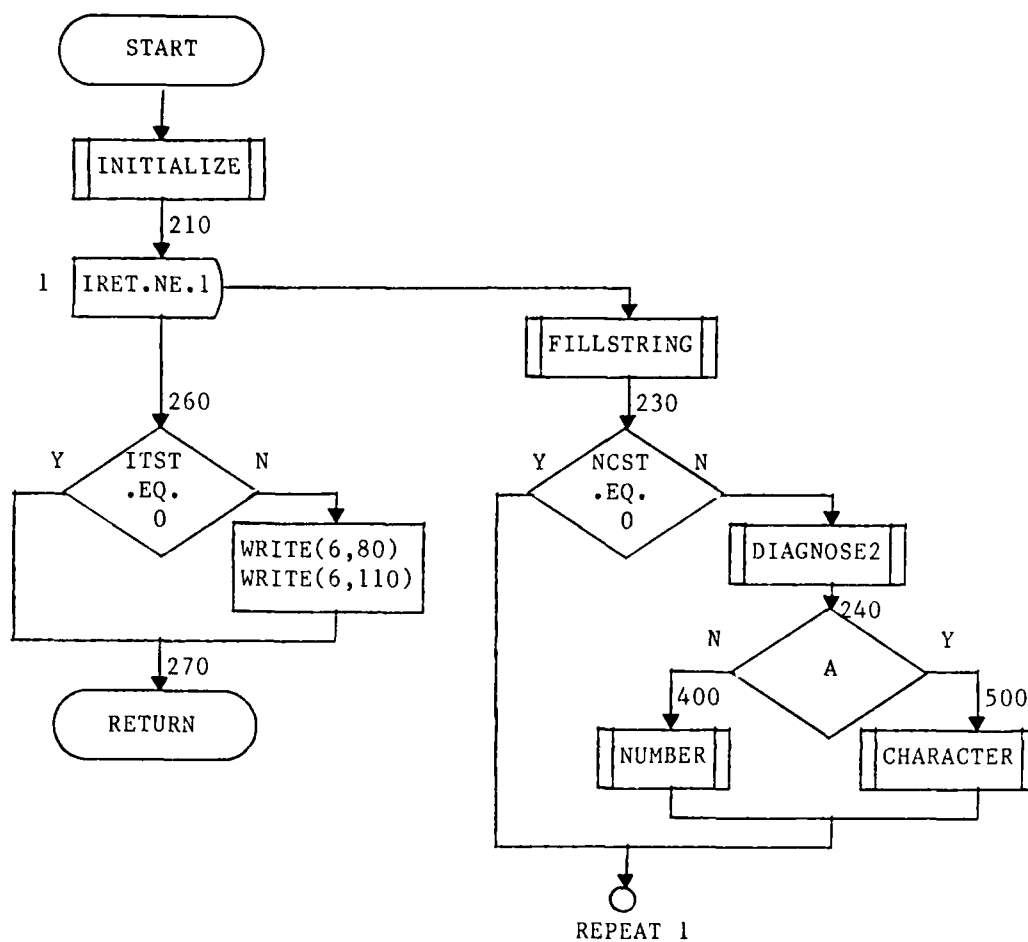 START
INITIALIZE
210
1
IRET.NE.1
FILLSTRING
260
230
Y
ITST
.EQ.
0
N
Y
NCST
.EQ.
0
N
WRITE(6,80)
WRITE(6,110)
DIAGNOSE2
240
N
A
Y
270
400
500
RETURN
NUMBER
CHARACTER
REPEAT 1